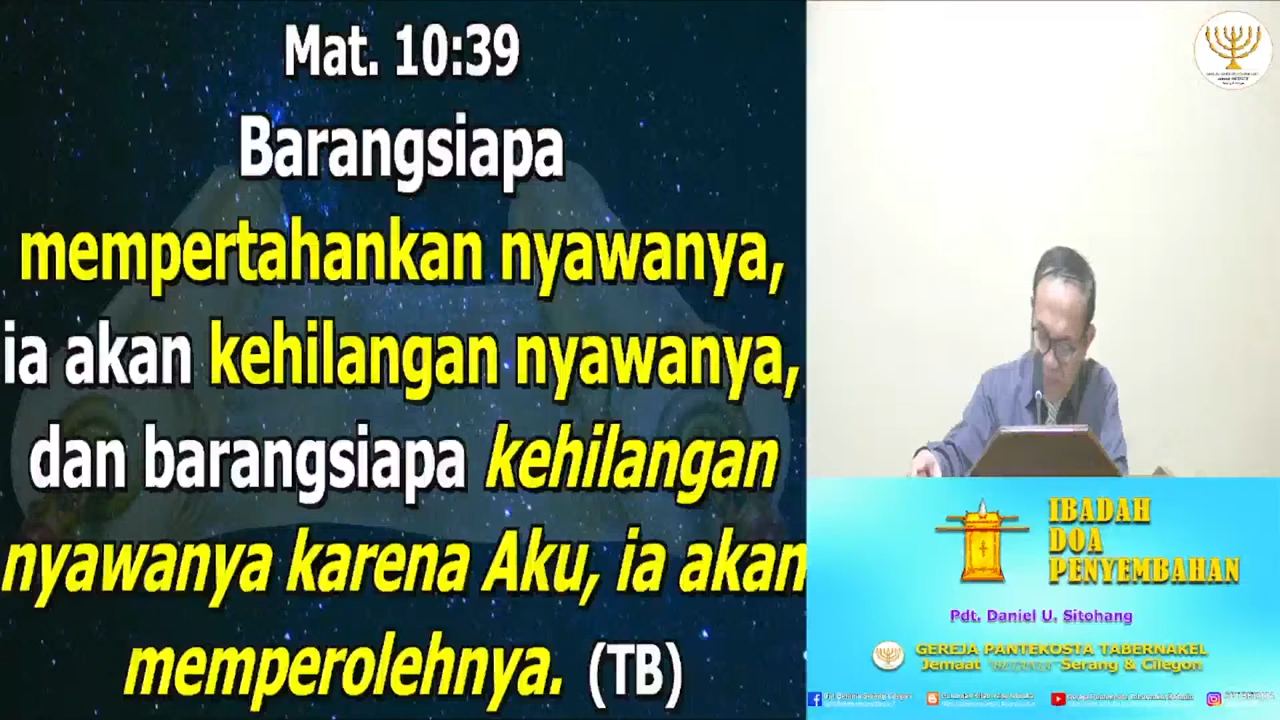 Mat. 10:39
Barangsiapa
mempertahankan nyawanya,
ia akan kehilangan nyawanya,
dan barangsiapa kehilangan
nyawanya karena Aku, ia akan
memperolehnya. (TB)
IBADAH
DOA
PENYEMBAHAN
Pdt. Daniel U. Sitohang
GEREJA PANTEKOSTA TABERNAKEL
Jemaat "BETANIA" Serang & Cilegon